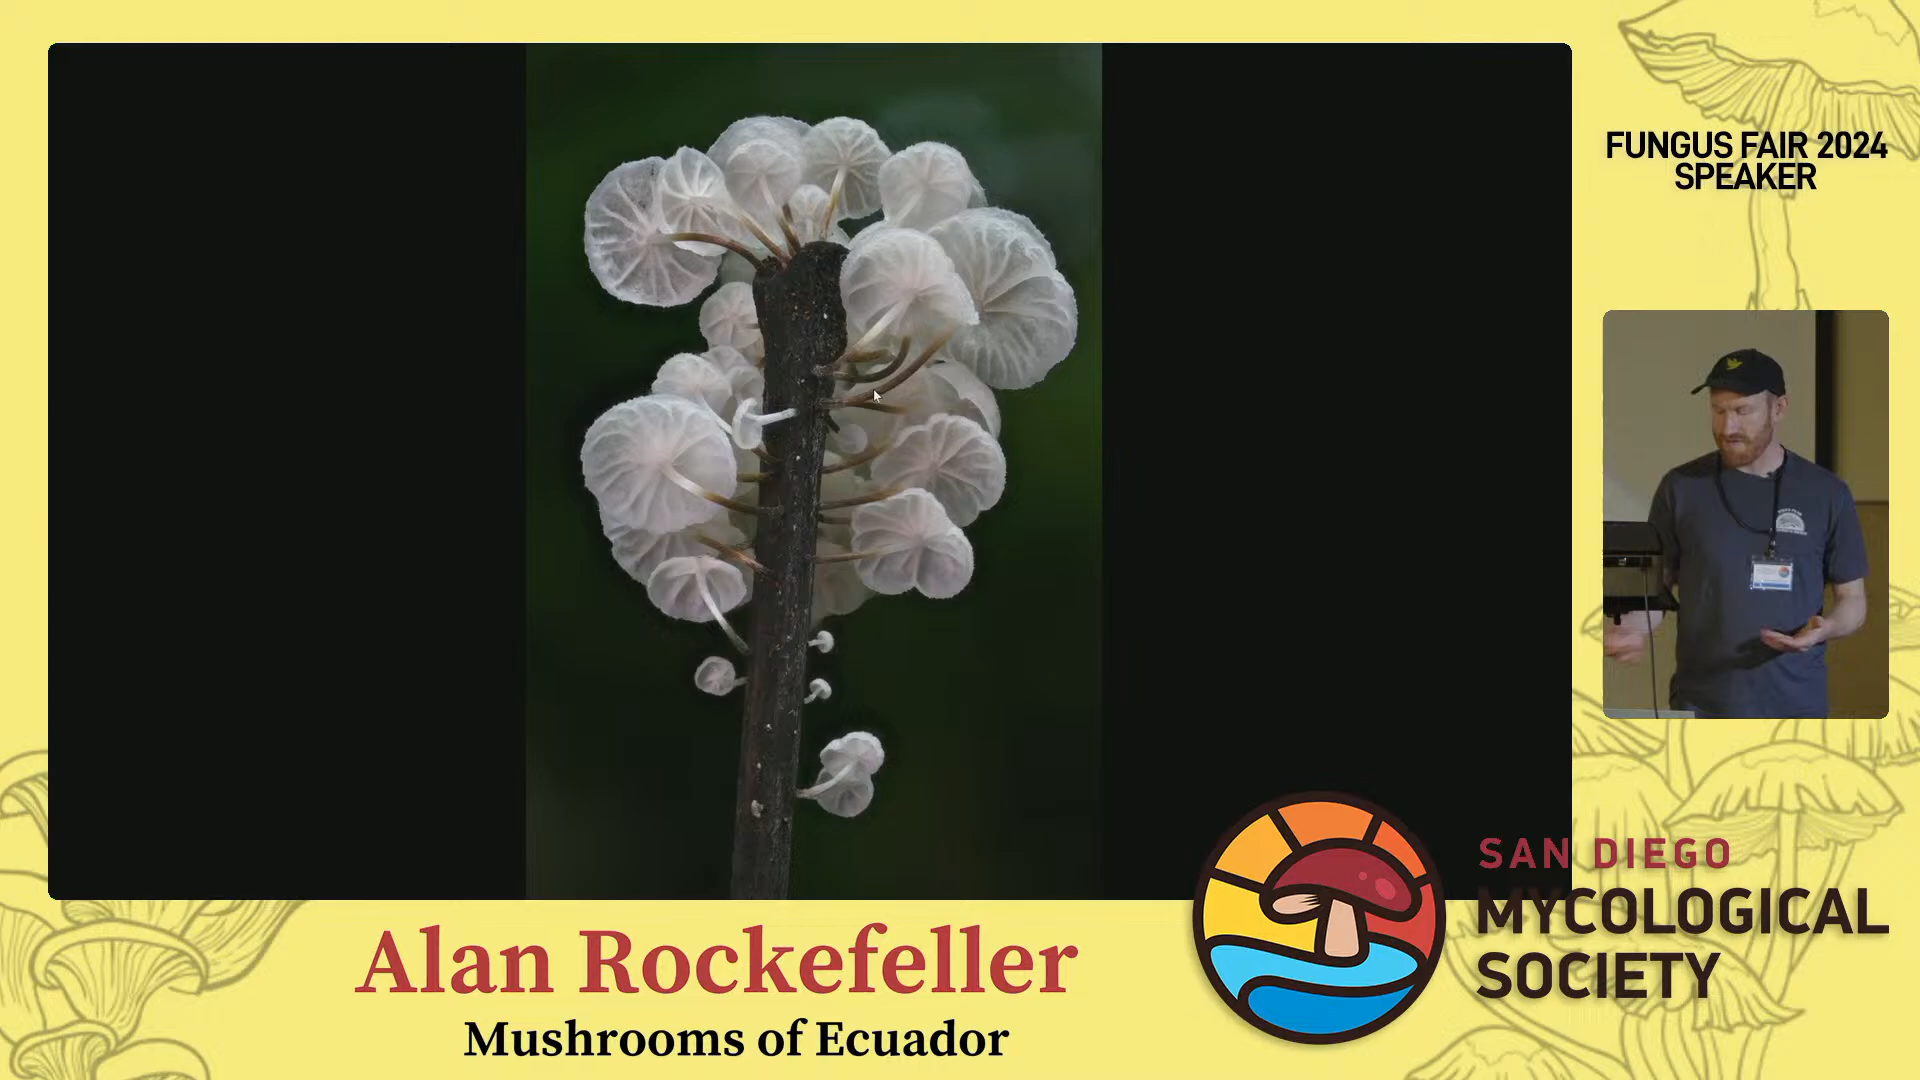 FUNGUS FAIR 2024
SPEAKER
Alan Rockefeller
Mushrooms of Ecuador
SAN DIEGO
MYCOLOGICAL
SOCIETY